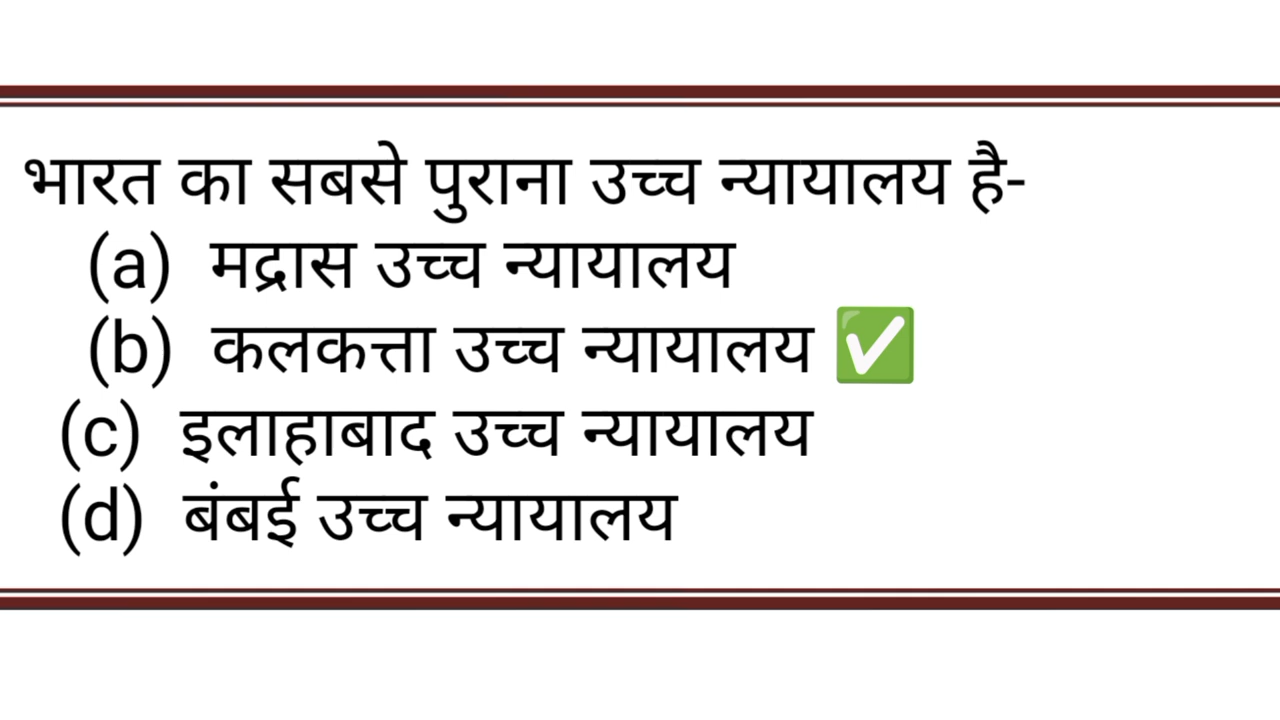 भारत का सबसे पुराना उच्च न्यायालय है-
(a) मद्रास उच्च न्यायालय
(b) कलकत्ता उच्च न्यायालय ✅
(c) इलाहाबाद उच्च न्यायालय
(d) बंबई उच्च न्यायालय